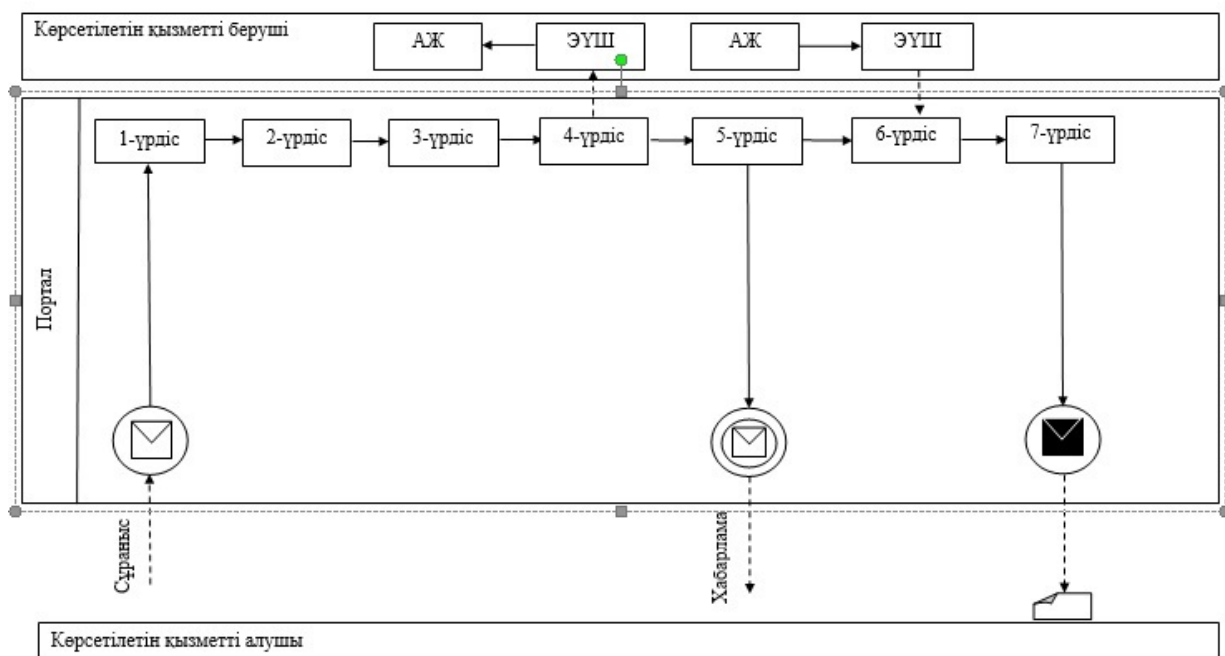 Көрсетілетін қызметті беруші
АЖ
ЭҮШ
АЖ
ЭҮШ
1-үрдіс
2-үрдіс
3-үрдіс
4-үрдіс
5-үрдіс
6-үрдіс
7-үрдіс
Портал
Сұраныс
Хабарлама
Көрсетілетін қызметті алушы